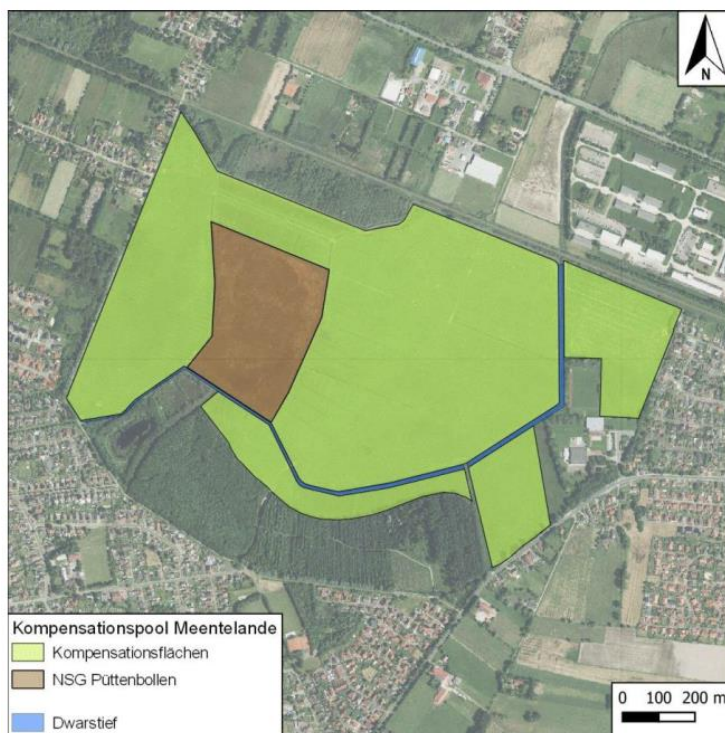 N
Kompensationspool Meentelande
Kompensationsflächen
NSG Püttenbollen
Dwarstief
0 100 200 m